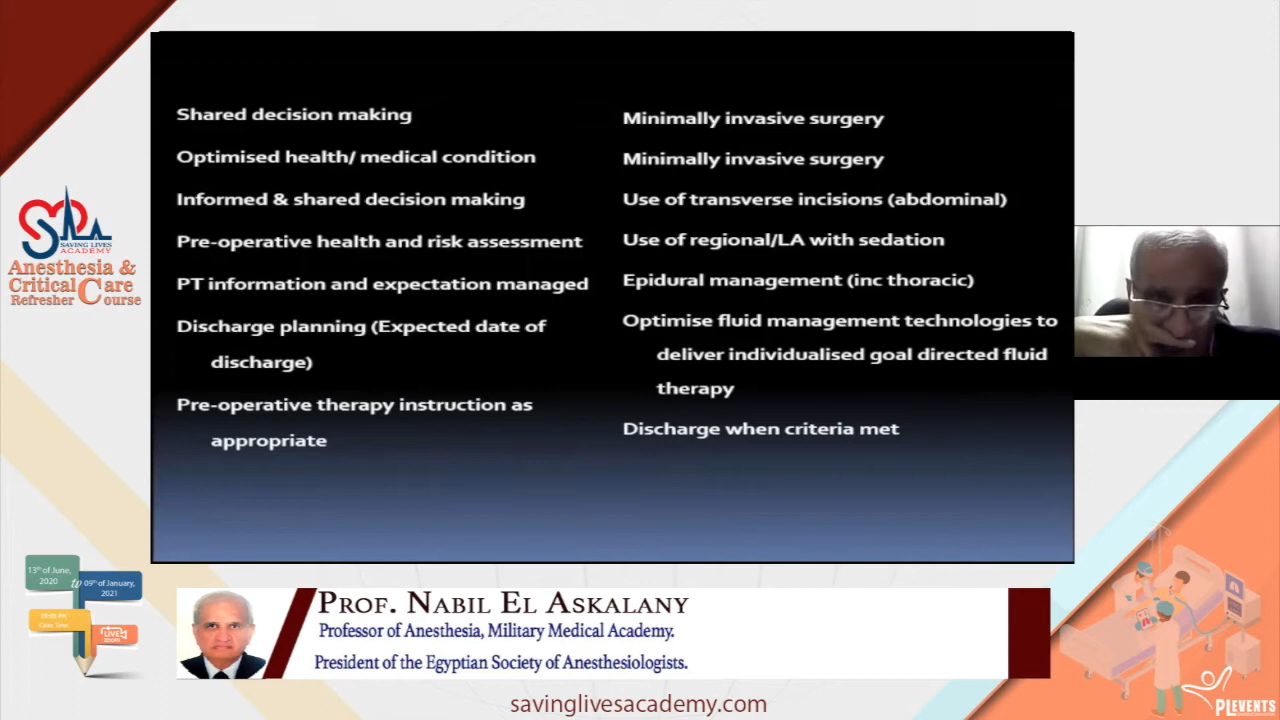 Shared decision making
Optimised health/ medical condition
Informed & shared decision making
Pre-operative health and risk assessment
PT information and expectation managed
Discharge planning (Expected date of
discharge)
Pre-operative therapy instruction as
appropriate
Minimally invasive surgery
Minimally invasive surgery
Use of transverse incisions (abdominal)
Use of regional/LA with sedation
Epidural management (inc thoracic)
Optimise fluid management technologies to
deliver individualised goal directed fluid
therapy
Discharge when criteria met
SAVING LIVES
ACADEMY
Anesthesia &
Critical Care
Refresher Course
13th of June,
2020
to
09th of January,
2021
Cairo Time
LIVE
ZOOM
PROF. NABIL EL ASKALANY
Professor of Anesthesia, Military Medical Academy.
President of the Egyptian Society of Anesthesiologists.
savinglivesacademy.com
PLEVENTS